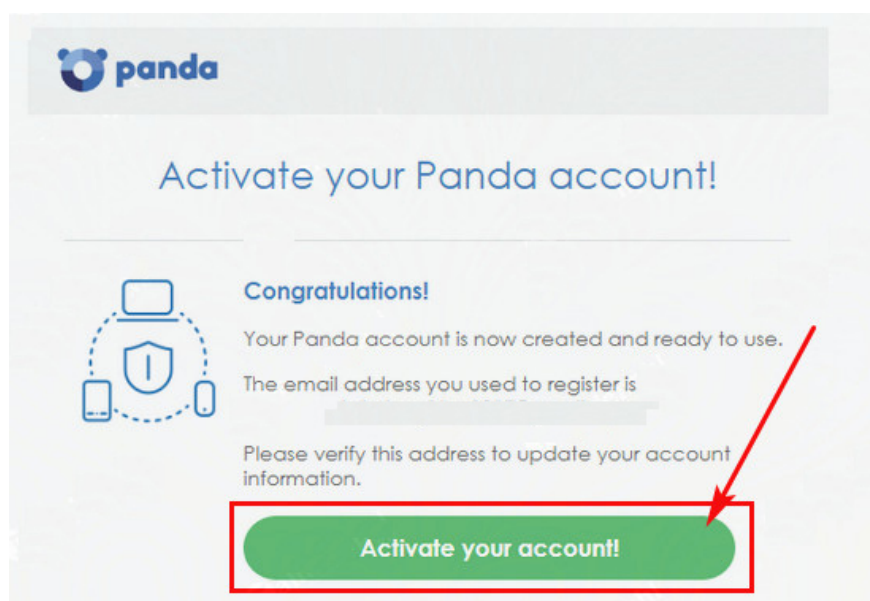 panda
Activate your Panda account!
Congratulations!
Your Panda account is now created and ready to use.
The email address you used to register is
Please verify this address to update your account
information.
Activate your account!